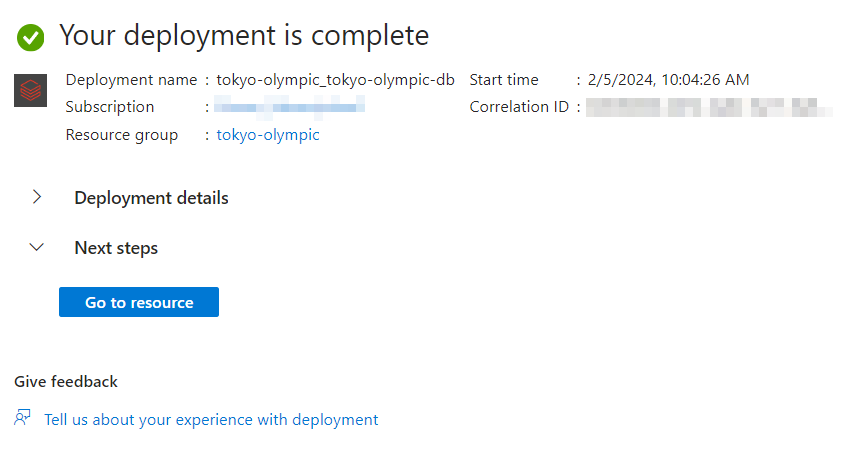 Your deployment is complete
Deployment name : tokyo-olympic_tokyo-olympic-db Start time : 2/5/2024, 10:04:26 AM
Subscription : Correlation ID :
Resource group : tokyo-olympic
Deployment details
Next steps
Go to resource
Give feedback
Tell us about your experience with deployment